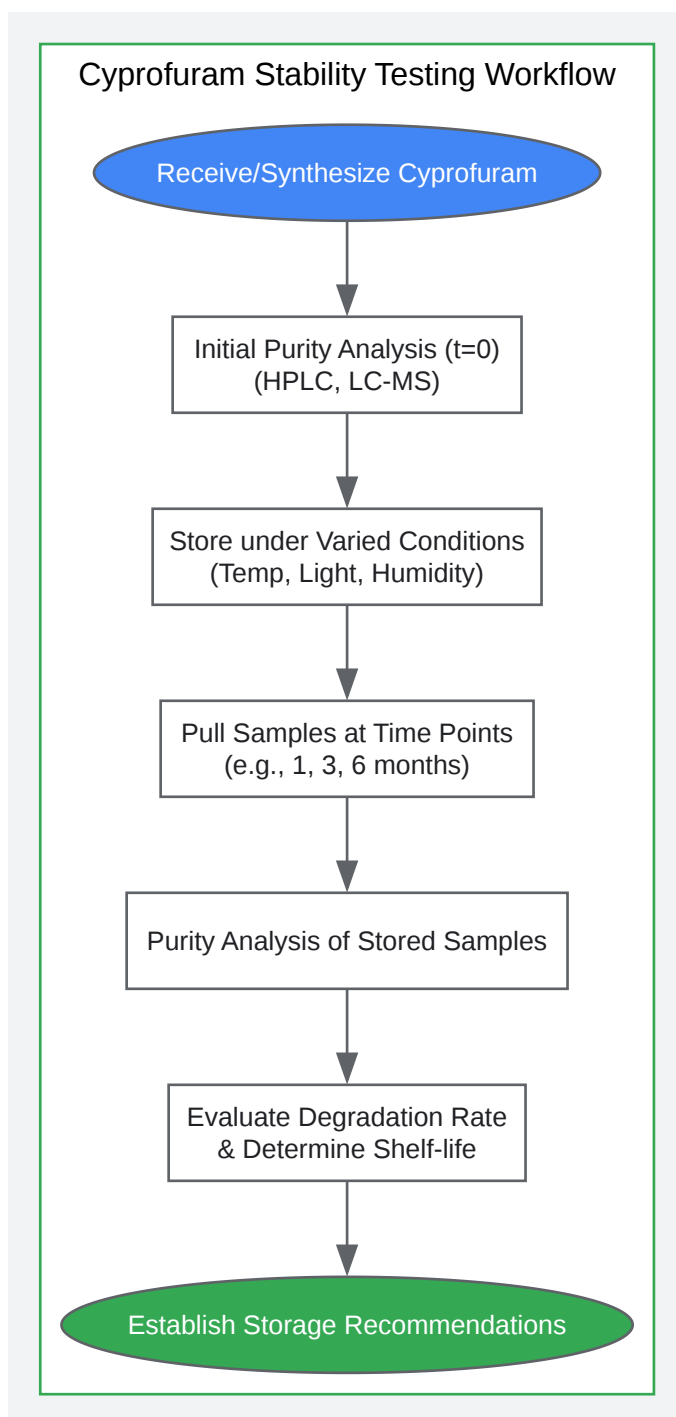 Cyprofuram Stability Testing Workflow
Receive/Synthesize Cyprofuram
Initial Purity Analysis (t=0)
(HPLC, LC-MS)
Store under Varied Conditions
(Temp, Light, Humidity)
Pull Samples at Time Points
(e.g., 1, 3, 6 months)
Purity Analysis of Stored Samples
Evaluate Degradation Rate
& Determine Shelf-life
Establish Storage Recommendations